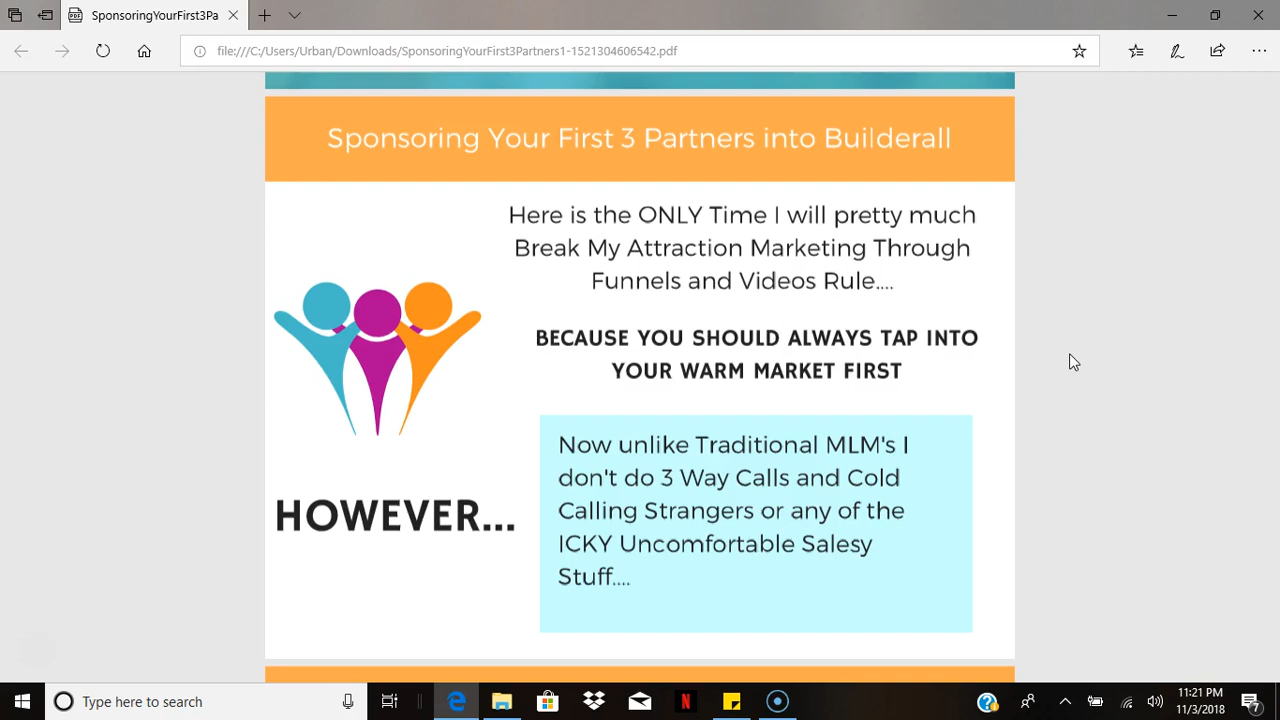 SponsoringYourFirst3Pa
file:///C:/Users/Urban/Downloads/SponsoringYourFirst3Partners1-1521304606542.pdf
Sponsoring Your First 3 Partners into Builderall
Here is the ONLY Time I will pretty much
Break My Attraction Marketing Through
Funnels and Videos Rule....
BECAUSE YOU SHOULD ALWAYS TAP INTO
YOUR WARM MARKET FIRST
HOWEVER...
Now unlike Traditional MLM's I
don't do 3 Way Calls and Cold
Calling Strangers or any of the
ICKY Uncomfortable Salesy
Stuff....
Type here to search
11:21 PM
11/3/2018
7